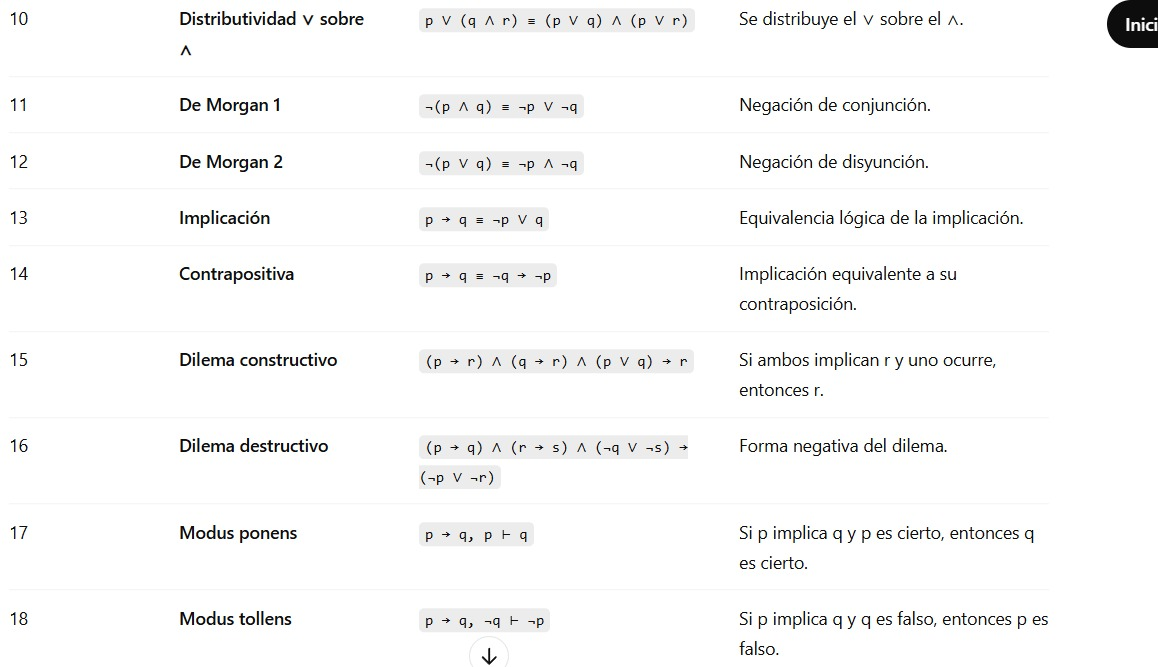 10 Distributividad ∨ sobre p ∨ (q ∧ r) ≡ (p ∨ q) ∧ (p ∨ r) Se distribuye el ∨ sobre el ∧.
∧
Inici
11 De Morgan 1 ¬(p ∧ q) ≡ ¬p ∨ ¬q Negación de conjunción.
12 De Morgan 2 ¬(p ∨ q) ≡ ¬p ∧ ¬q Negación de disyunción.
13 Implicación p → q ≡ ¬p ∨ q Equivalencia lógica de la implicación.
14 Contrapositiva p → q ≡ ¬q → ¬p Implicación equivalente a su
contraposición.
15 Dilema constructivo (p → r) ∧ (q → r) ∧ (p ∨ q) → r Si ambos implican r y uno ocurre,
entonces r.
16 Dilema destructivo (p → q) ∧ (r → s) ∧ (¬q ∨ ¬s) → Forma negativa del dilema.
(¬p ∨ ¬r)
17 Modus ponens p → q, p ⊢ q Si p implica q y p es cierto, entonces q
es cierto.
18 Modus tollens p → q, ¬q ⊢ ¬p Si p implica q y q es falso, entonces p es
falso.